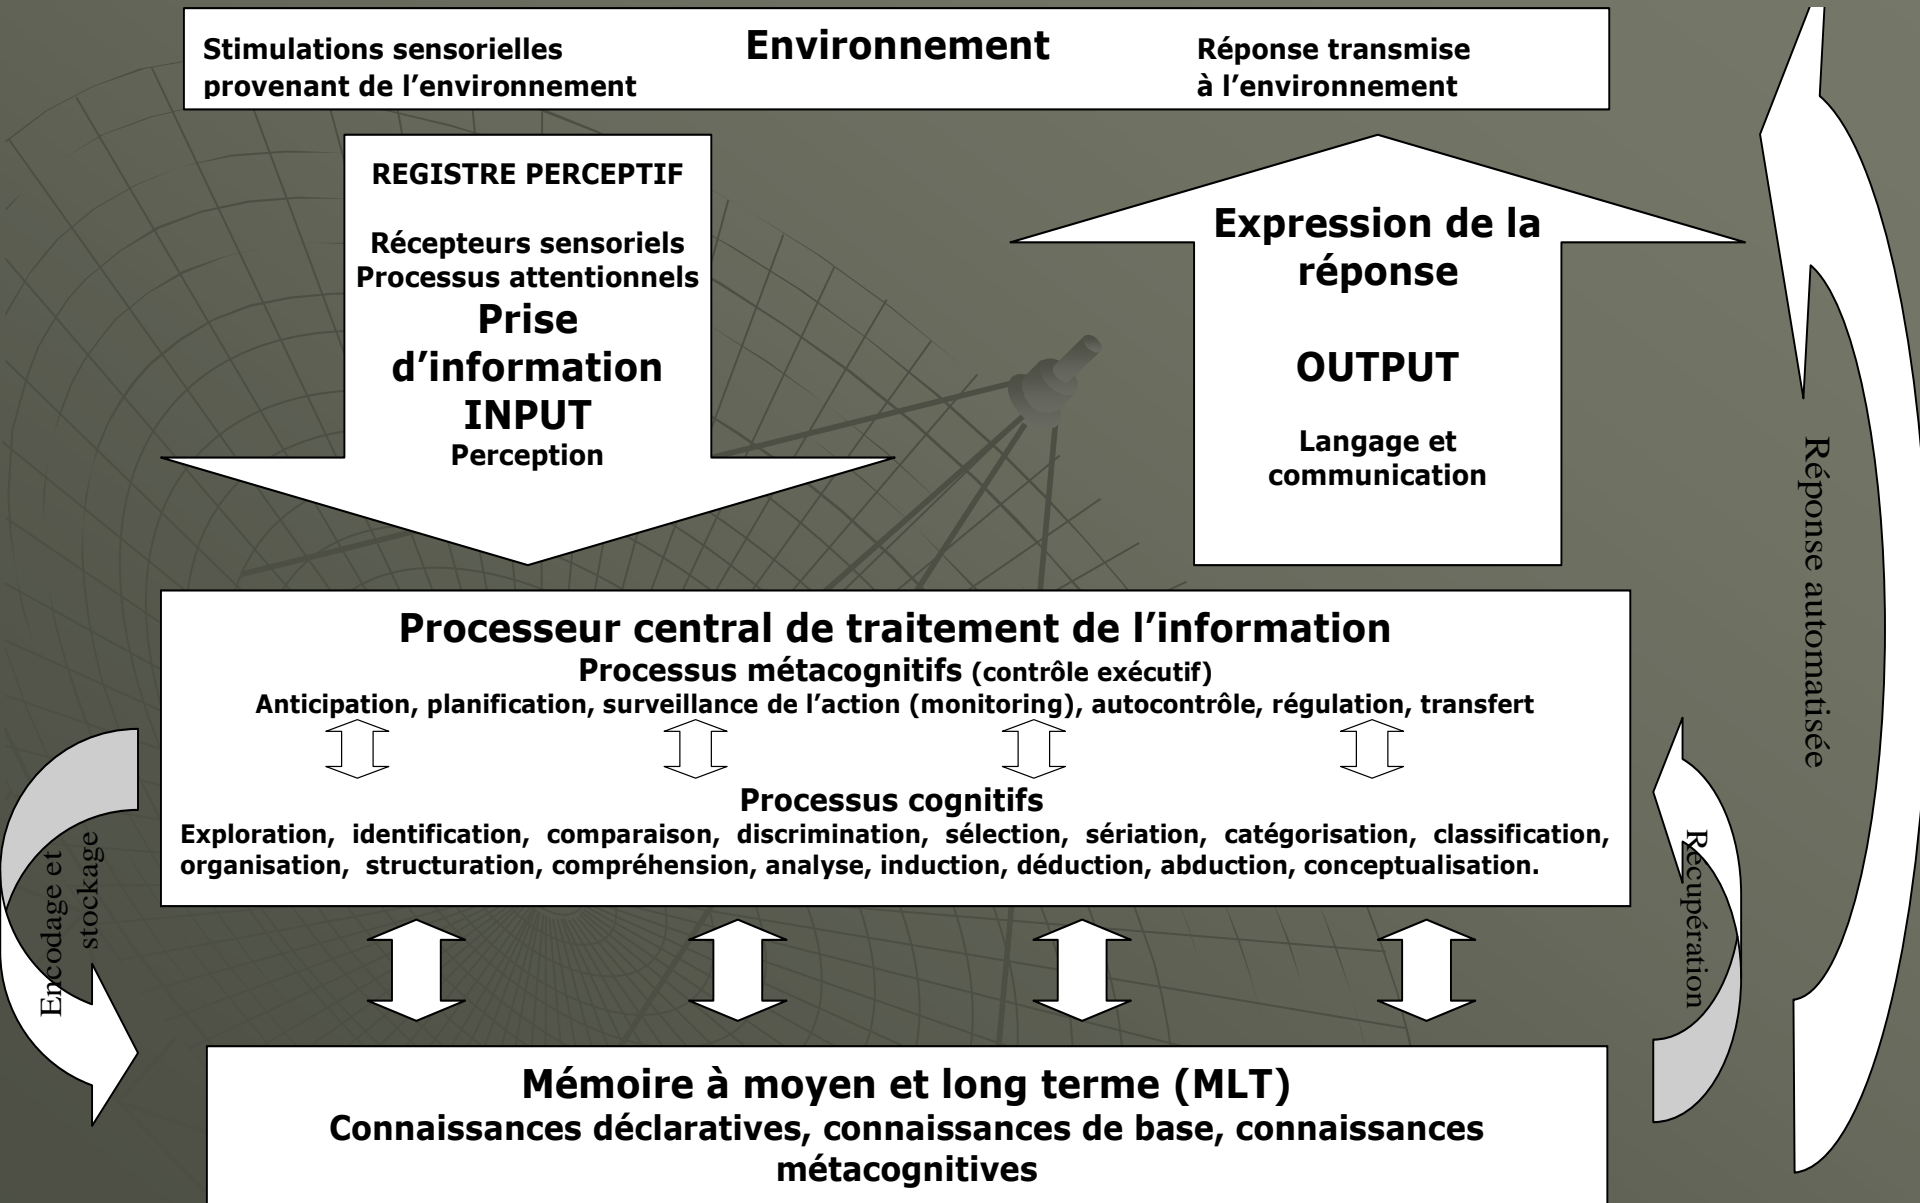 Stimulations sensorielles
provenant de l’environnement
Environnement
Réponse transmise
à l’environnement
REGISTRE PERCEPTIF
Récepteurs sensoriels
Processus attentionnels
Prise
d’information
INPUT
Perception
Expression de la
réponse
OUTPUT
Langage et
communication
Réponse automatisée
Processeur central de traitement de l’information
Processus métacognitifs (contrôle exécutif)
Anticipation, planification, surveillance de l’action (monitoring), autocontrôle, régulation, transfert
Processus cognitifs
Exploration, identification, comparaison, discrimination, sélection, sériation, catégorisation, classification,
organisation, structuration, compréhension, analyse, induction, déduction, abduction, conceptualisation.
Encodage et
stockage
Récupération
Mémoire à moyen et long terme (MLT)
Connaissances déclaratives, connaissances de base, connaissances
métacognitives